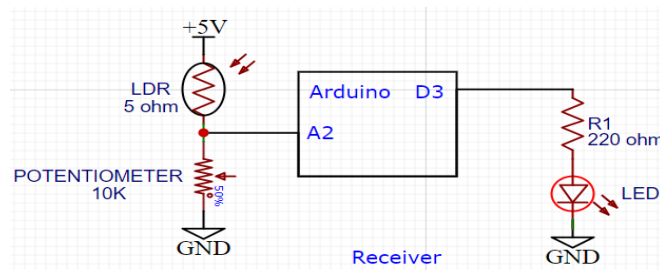 +5V
LDR
5 ohm
Arduino D3
A2
R1
220 ohm
POTENTIOMETER
10K
50%
LED
GND
GND
Receiver